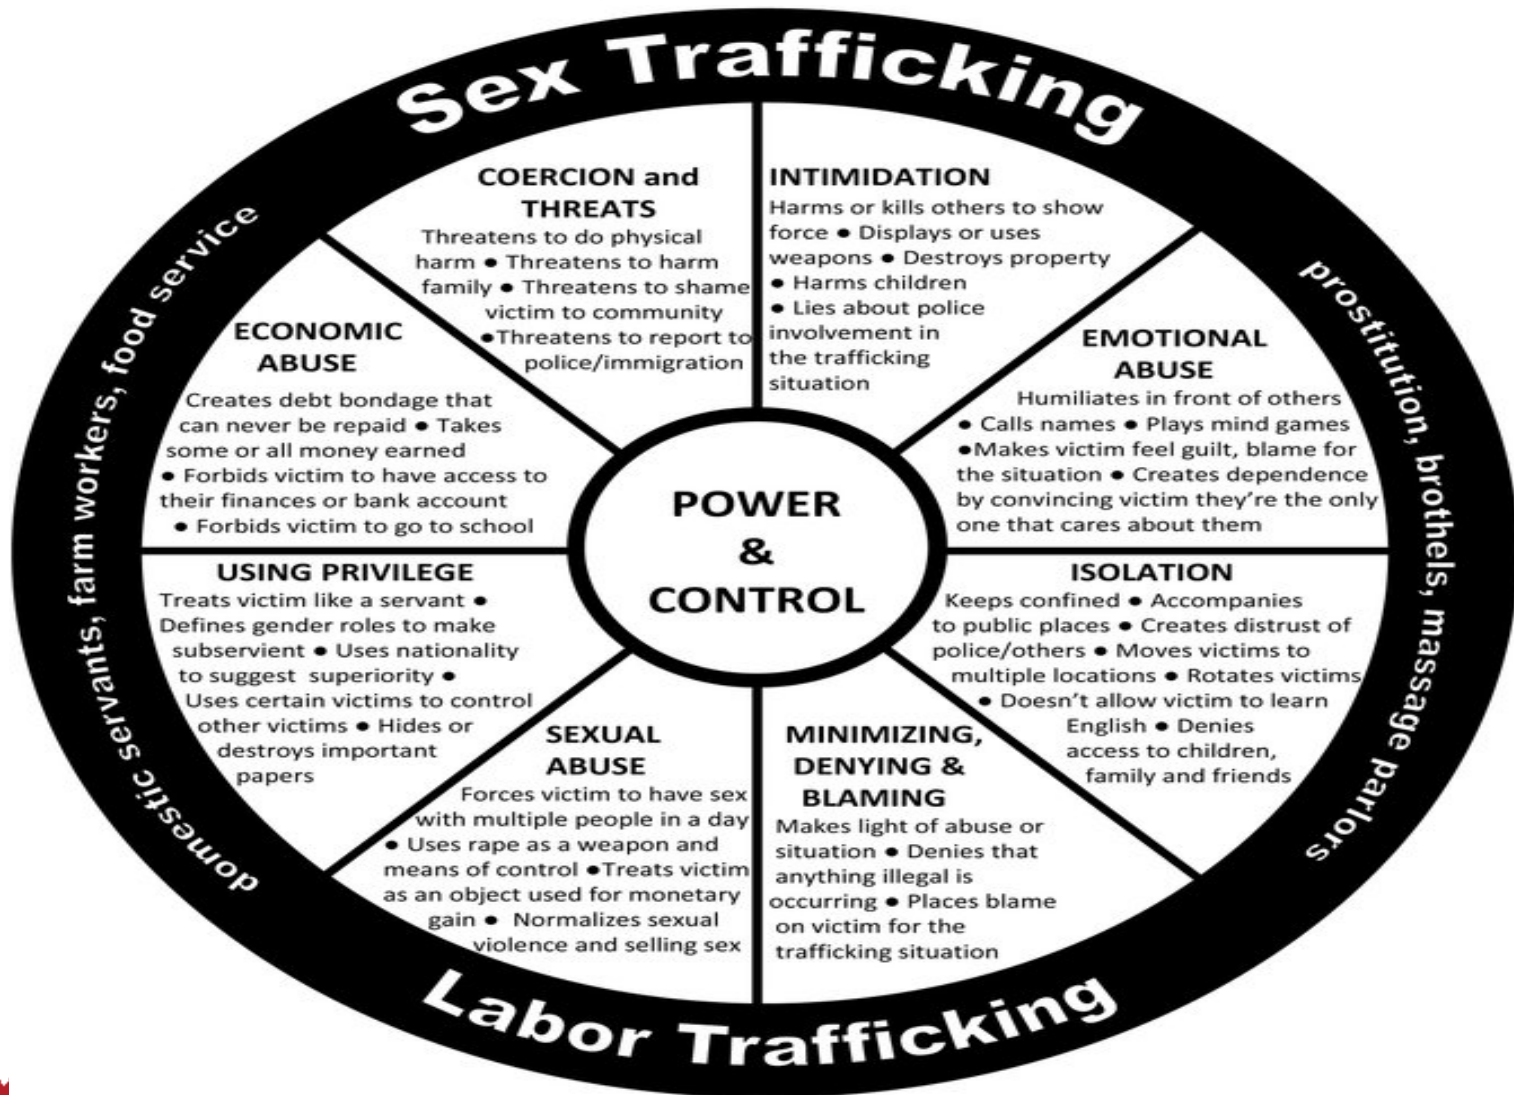 Sex Trafficking
COERCION and
THREATS
Threatens to do physical
harm ● Threatens to harm
family ● Threatens to shame
victim to community
●Threatens to report to
police/immigration
INTIMIDATION
Harms or kills others to show
force ● Displays or uses
weapons ● Destroys property
● Harms children
● Lies about police
involvement in
the trafficking
situation
EMOTIONAL
ABUSE
Humiliates in front of others
● Calls names ● Plays mind games
●Makes victim feel guilt, blame for
the situation ● Creates dependence
by convincing victim they're the only
one that cares about them
ISOLATION
Keeps confined ● Accompanies
to public places ● Creates distrust of
police/others ● Moves victims to
multiple locations ● Rotates victims
● Doesn't allow victim to learn
English ● Denies
access to children,
family and friends
MINIMIZING,
DENYING &
BLAMING
Makes light of abuse or
situation ● Denies that
anything illegal is
occurring ● Places blame
on victim for the
trafficking situation
SEXUAL
ABUSE
Forces victim to have sex
with multiple people in a day
● Uses rape as a weapon and
means of control ●Treats victim
as an object used for monetary
gain ● Normalizes sexual
violence and selling sex
USING PRIVILEGE
Treats victim like a servant ●
Defines gender roles to make
subservient ● Uses nationality
to suggest superiority ●
Uses certain victims to control
other victims ● Hides or
destroys important
papers
ECONOMIC
ABUSE
Creates debt bondage that
can never be repaid ● Takes
some or all money earned
● Forbids victim to have access to
their finances or bank account
● Forbids victim to go to school
POWER
&
CONTROL
domestic servants, farm workers, food service
prostitution, brothels, massage parlors
Labor Trafficking